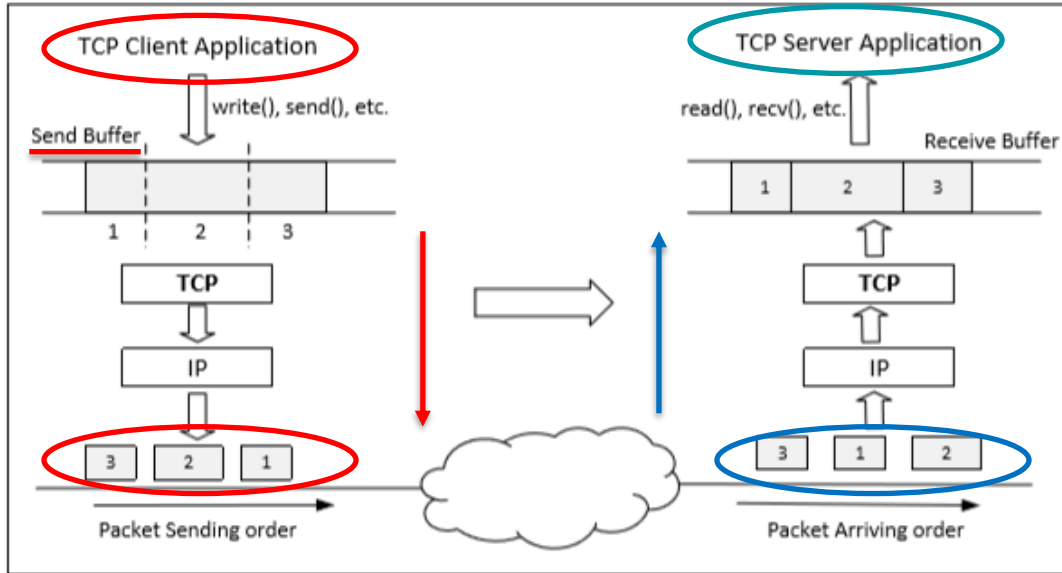 TCP Client Application
TCP Server Application
write(), send(), etc.
read(), recv(), etc.
Send Buffer
Receive Buffer
1 2 3
1 2 3
TCP
TCP
IP
IP
3 2 1
3 1 2
Packet Sending order
Packet Arriving order